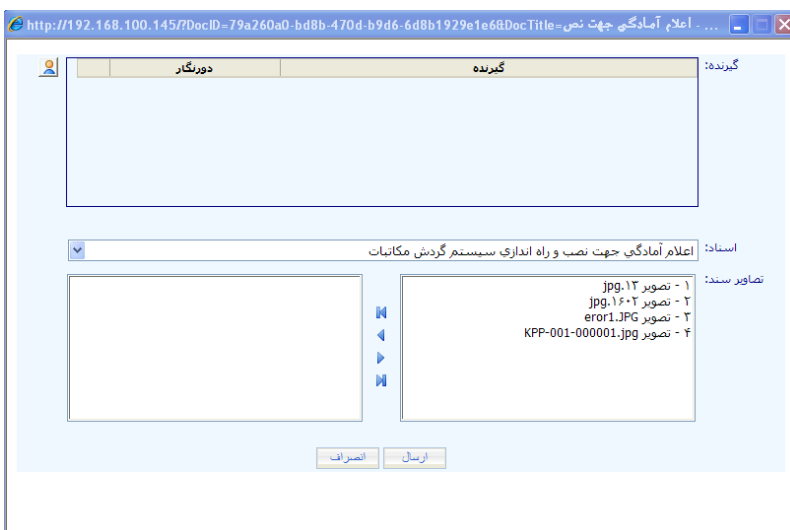 http://192.168.100.145/?DocID=79a260a0-bd8b-470d-b9d6-6d8b1929e1e6&DocTitle=اعلام آمادگي جهت نص - ...
گیرنده:
گیرنده
دورنگار
اسناد:
اعلام آمادگي جهت نصب و راه اندازي سيستم گردش مکاتبات
تصاویر سند:
۱ - تصویر ۱۳.jpg
۲ - تصویر ۱۶۰۲.jpg
۳ - تصویر eror1.JPG
۴ - تصویر KPP-001-000001.jpg
ارسال
انصراف